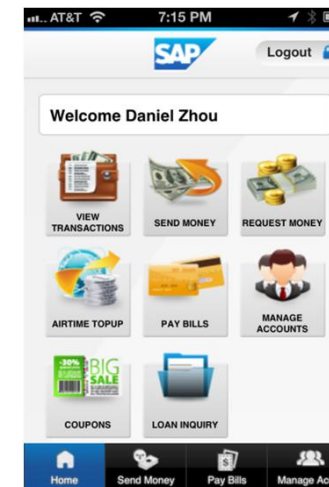 AT&T 7:15 PM
SAP Logout
Welcome Daniel Zhou
VIEW
TRANSACTIONS
SEND MONEY
REQUEST MONEY
AIRTIME TOPUP
PAY BILLS
MANAGE
ACCOUNTS
-30%
BIG
SALE
COUPONS
LOAN INQUIRY
Home Send Money Pay Bills Manage Ac